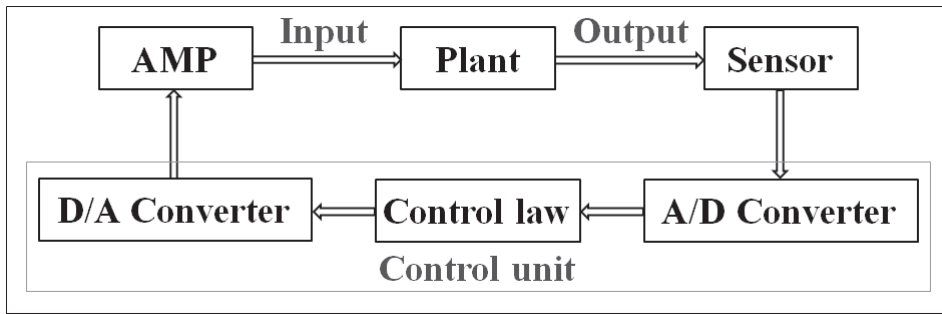 Input
Output
AMP
Plant
Sensor
D/A Converter
Control law
A/D Converter
Control unit